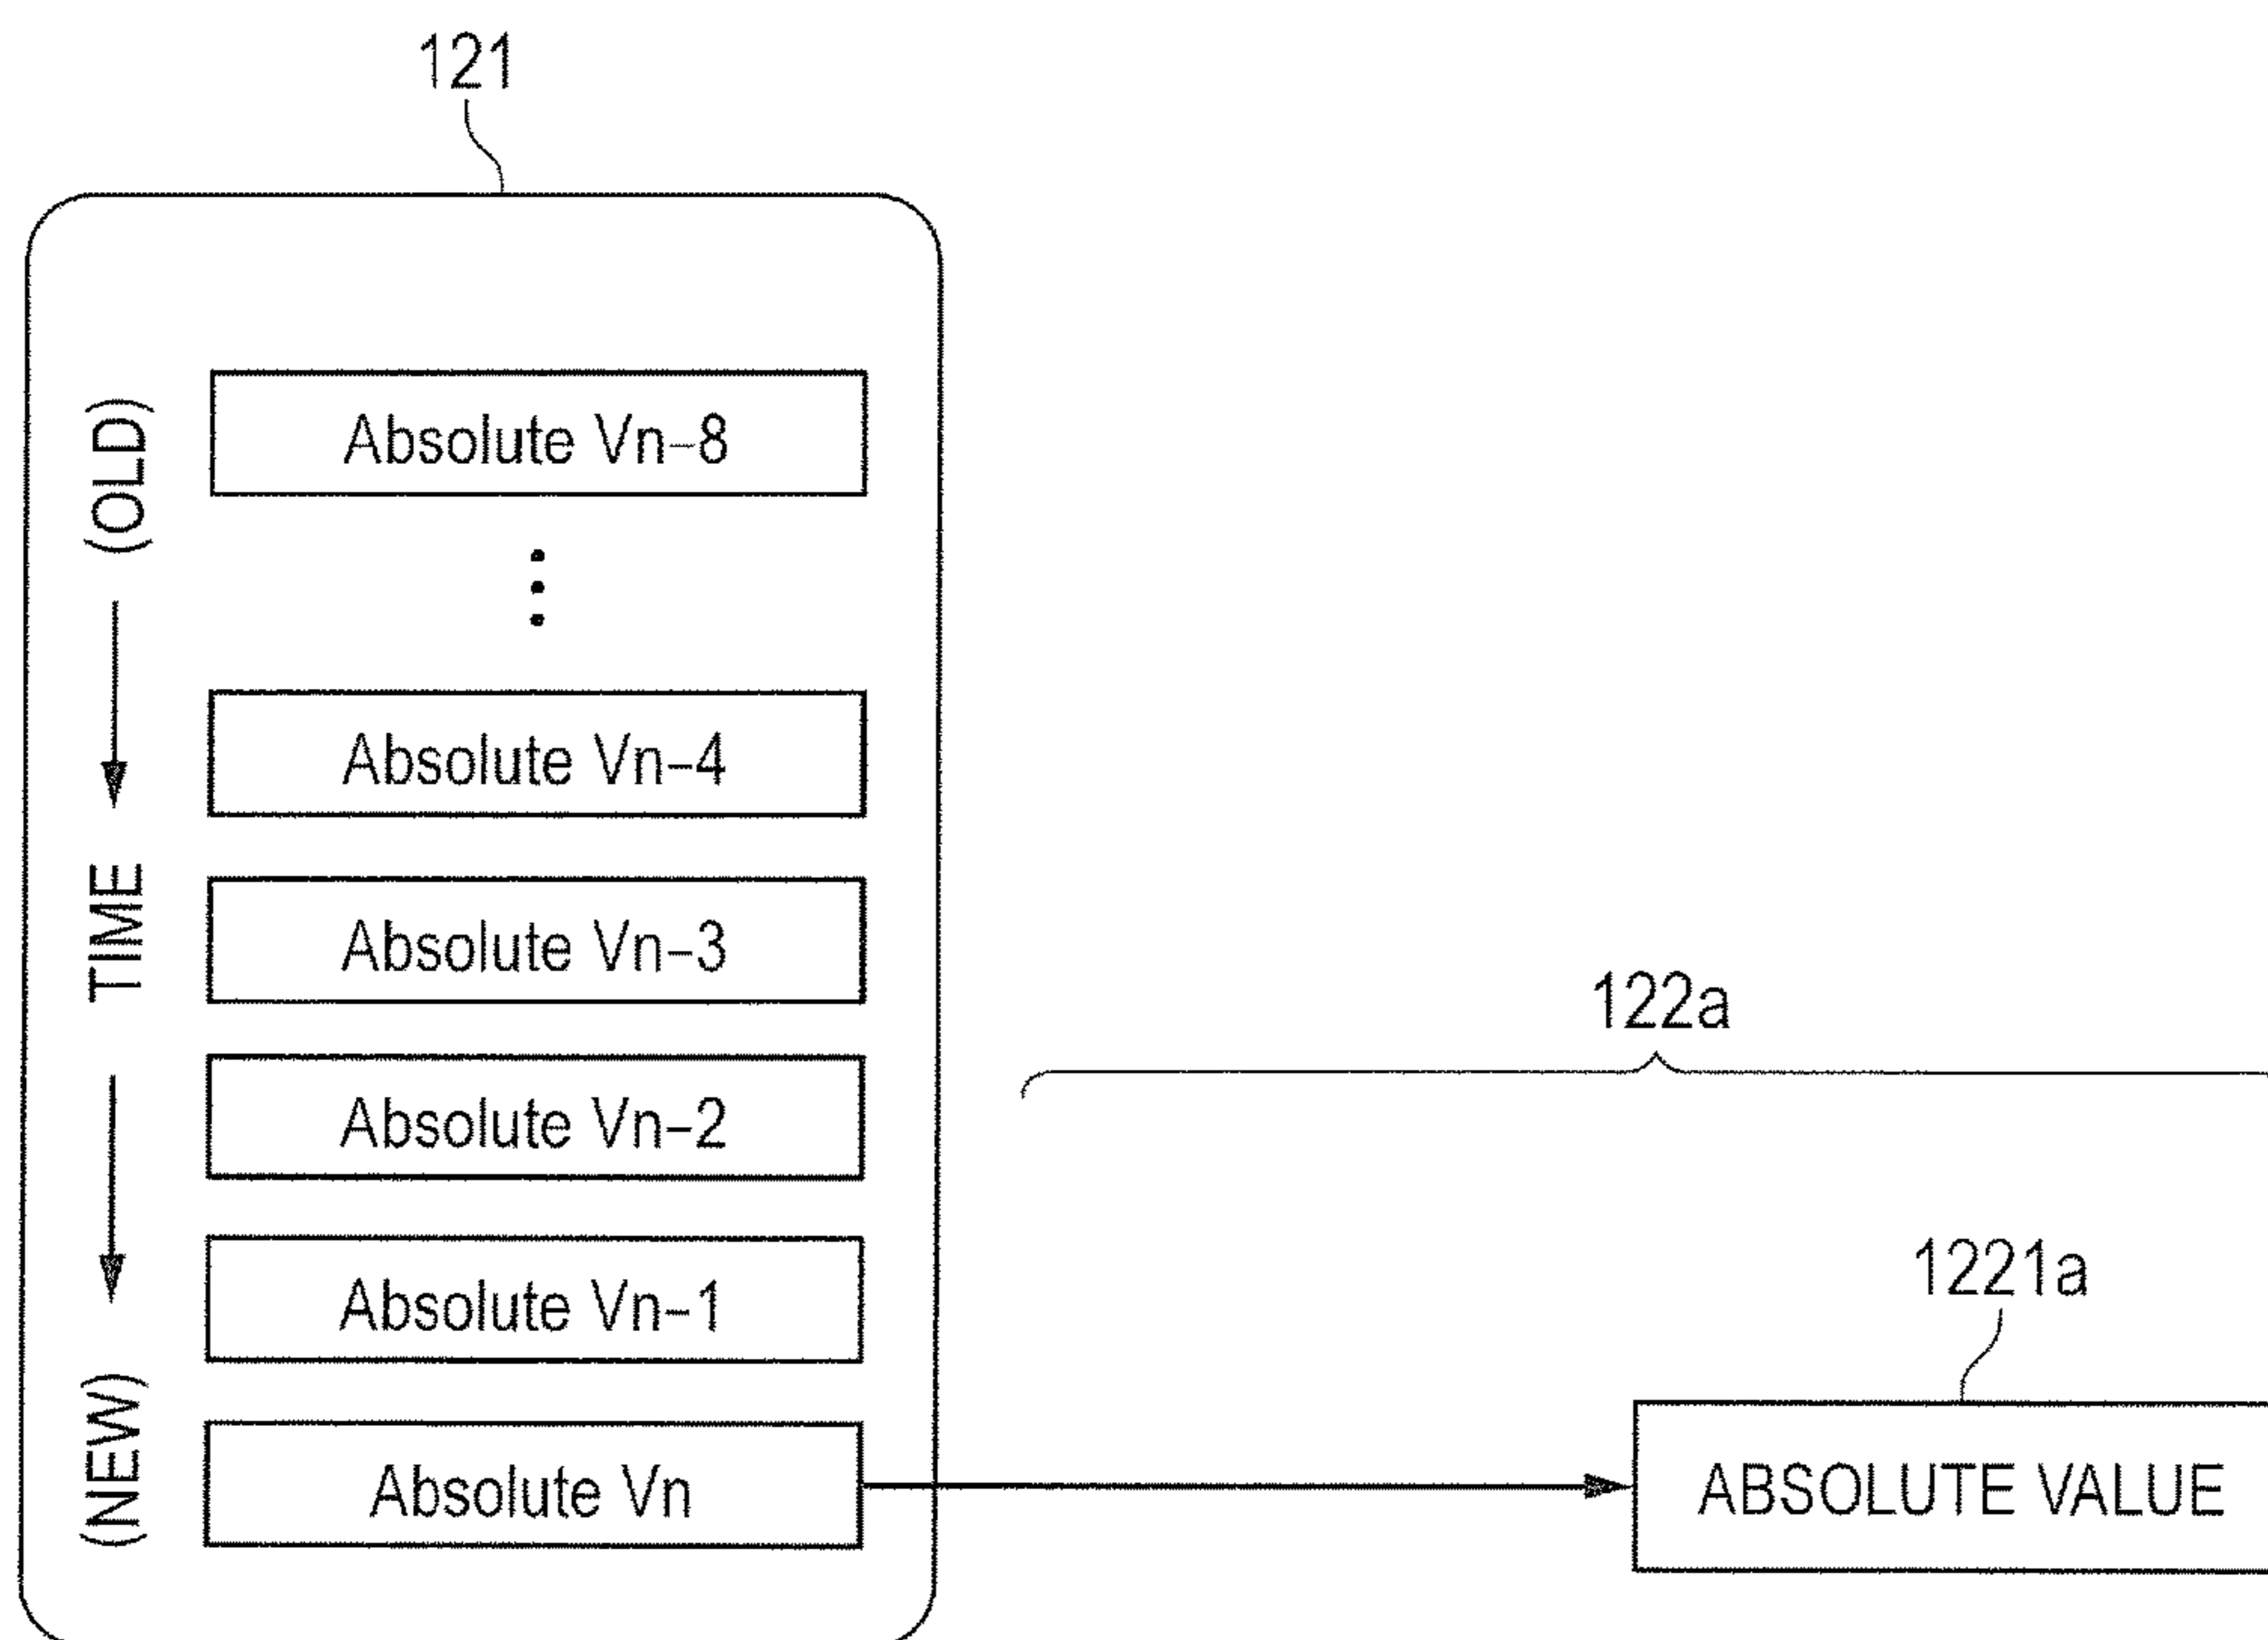 121
(OLD)
TIME
(NEW)
Absolute Vn-8
Absolute Vn-4
Absolute Vn-3
Absolute Vn-2
Absolute Vn-1
Absolute Vn
122a
1221a
ABSOLUTE VALUE